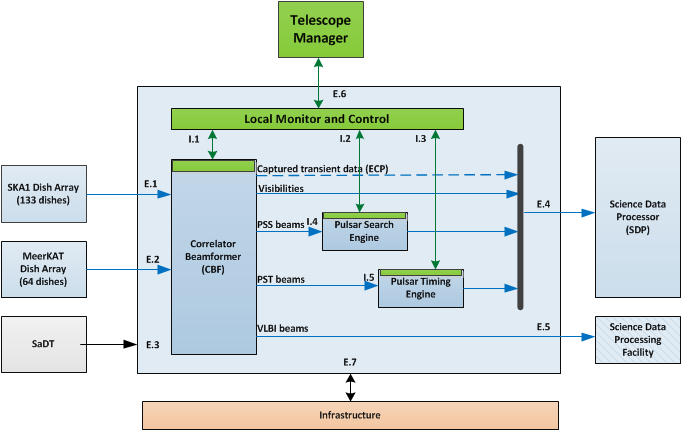 Telescope
Manager
E.6
Local Monitor and Control
I.1
I.2
I.3
Captured transient data (ECP)
SKA1 Dish Array
(133 dishes)
E.1
Visibilities
E.4
Science Data
Processor
(SDP)
PSS beams
I.4
Pulsar Search
Engine
MeerKAT
Dish Array
(64 dishes)
E.2
Correlator
Beamformer
(CBF)
PST beams
I.5
Pulsar Timing
Engine
SaDT
E.3
VLBI beams
E.5
Science Data
Processing
Facility
E.7
Infrastructure